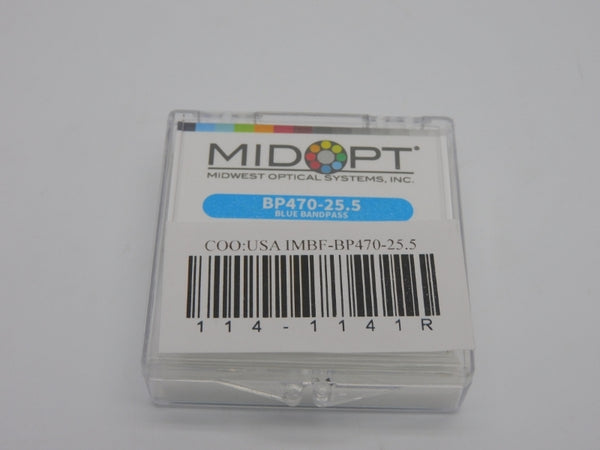 MIDOPT
MIDWEST OPTICAL SYSTEMS, INC.
BP470-25.5
BLUE BANDPASS
COO:USA IMBF-BP470-25.5
114-1141R